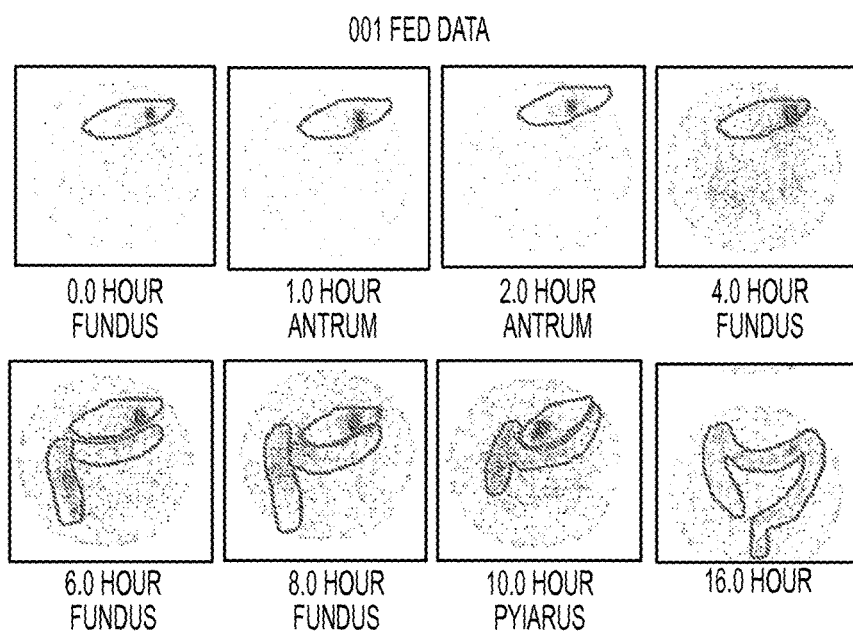 001 FED DATA
0.0 HOUR
FUNDUS
1.0 HOUR
ANTRUM
2.0 HOUR
ANTRUM
4.0 HOUR
FUNDUS
6.0 HOUR
FUNDUS
8.0 HOUR
FUNDUS
10.0 HOUR
PYIARUS
16.0 HOUR